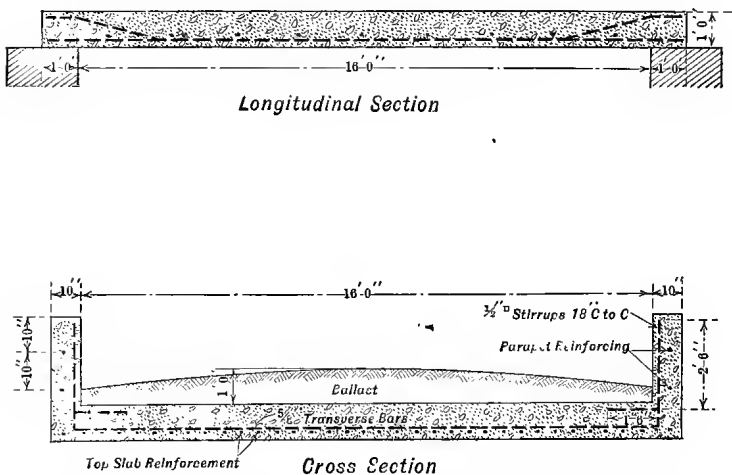 1'0"
1'0"
16'0"
1'0"
Longitudinal Section
10"
16'0"
10"
½"□ Stirrups 18"C to C
10"
10"
Reinforcing
2'6"
1'0
Ballast
Transverse Bars
Top Slab Reinforcement
Cross Section